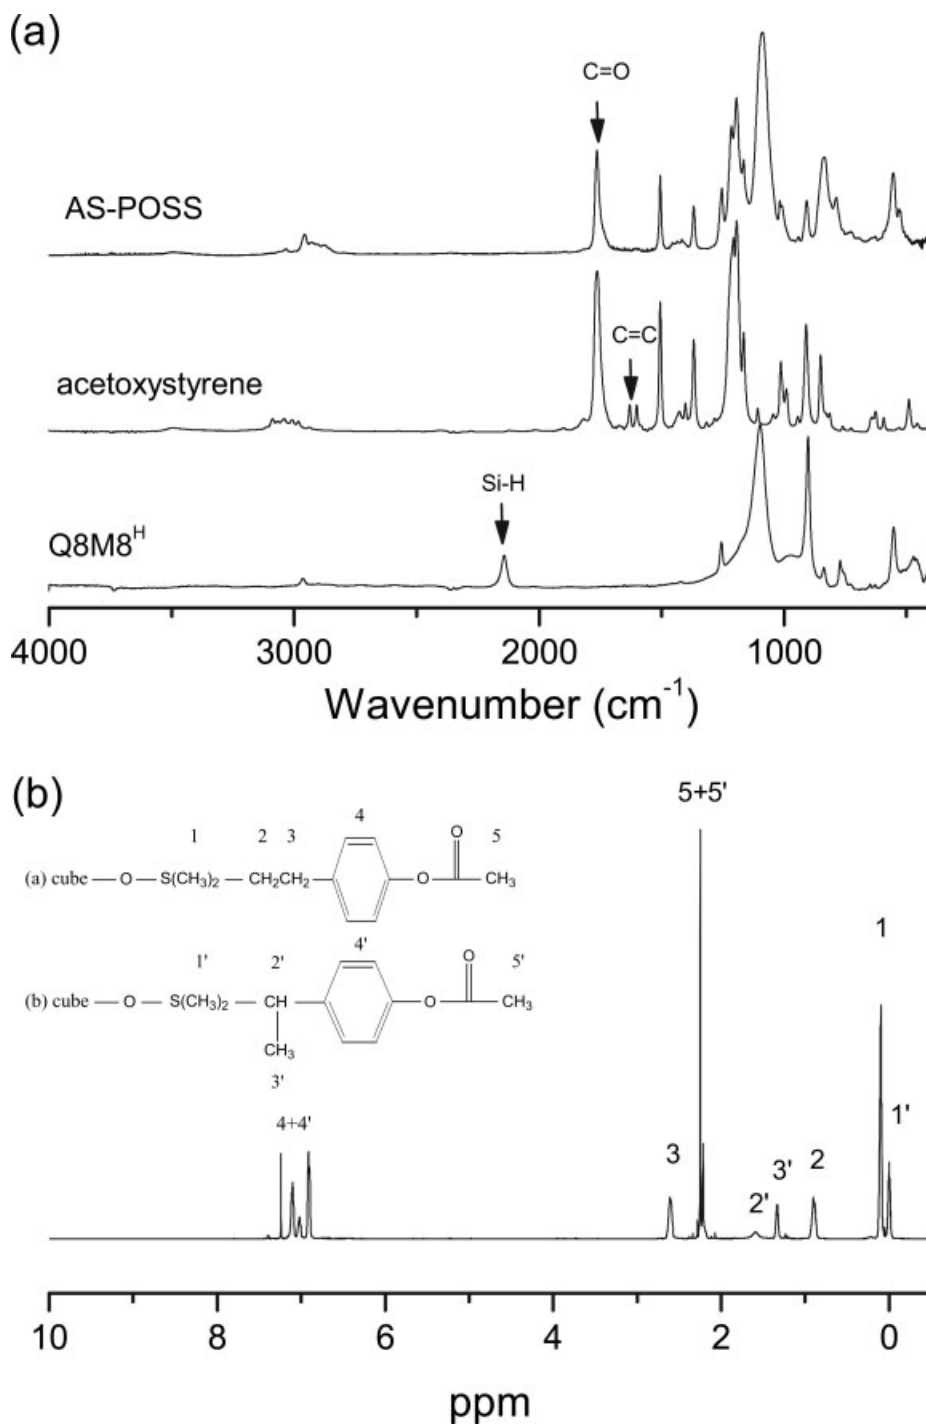 (a)
C=O
AS-POSS
C=C
acetoxystyrene
Si-H
Q8M8^H
4000 3000 2000 1000
Wavenumber (cm^-1)
(b)
5+5'
4
1 2 3 5
O
(a) cube — O — S(CH3)2 — CH2CH2 — O — CH3
1
4'
1' 2' 5'
O
(b) cube — O — S(CH3)2 — CH — O — CH3
CH3
3'
4+4'
3 2' 3' 2 1'
10 8 6 4 2 0
ppm